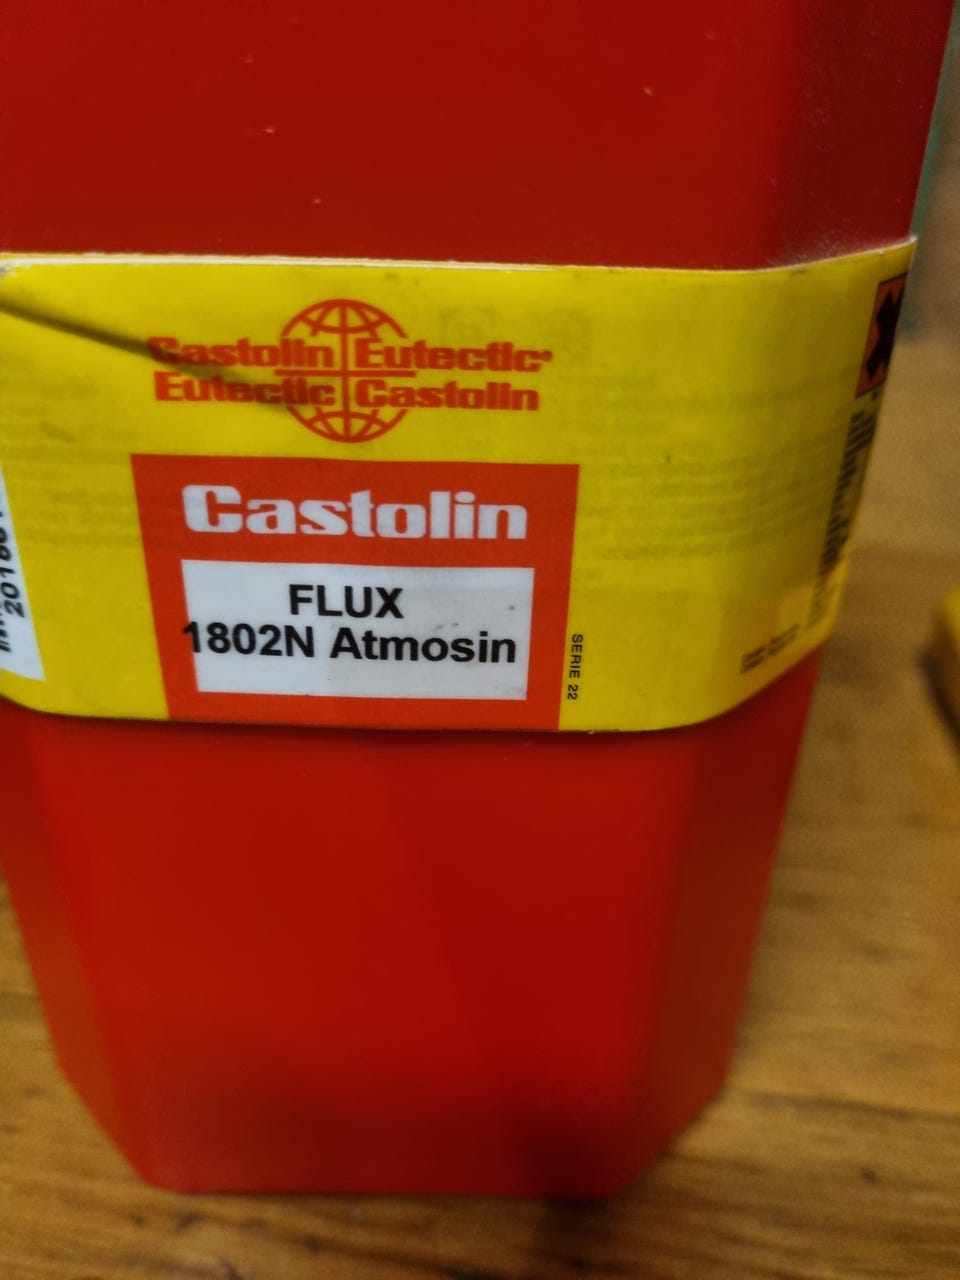 Castolin Eutectic
Eutectic Castolin
Castolin
FLUX
1802N Atmosin
SERIE 22